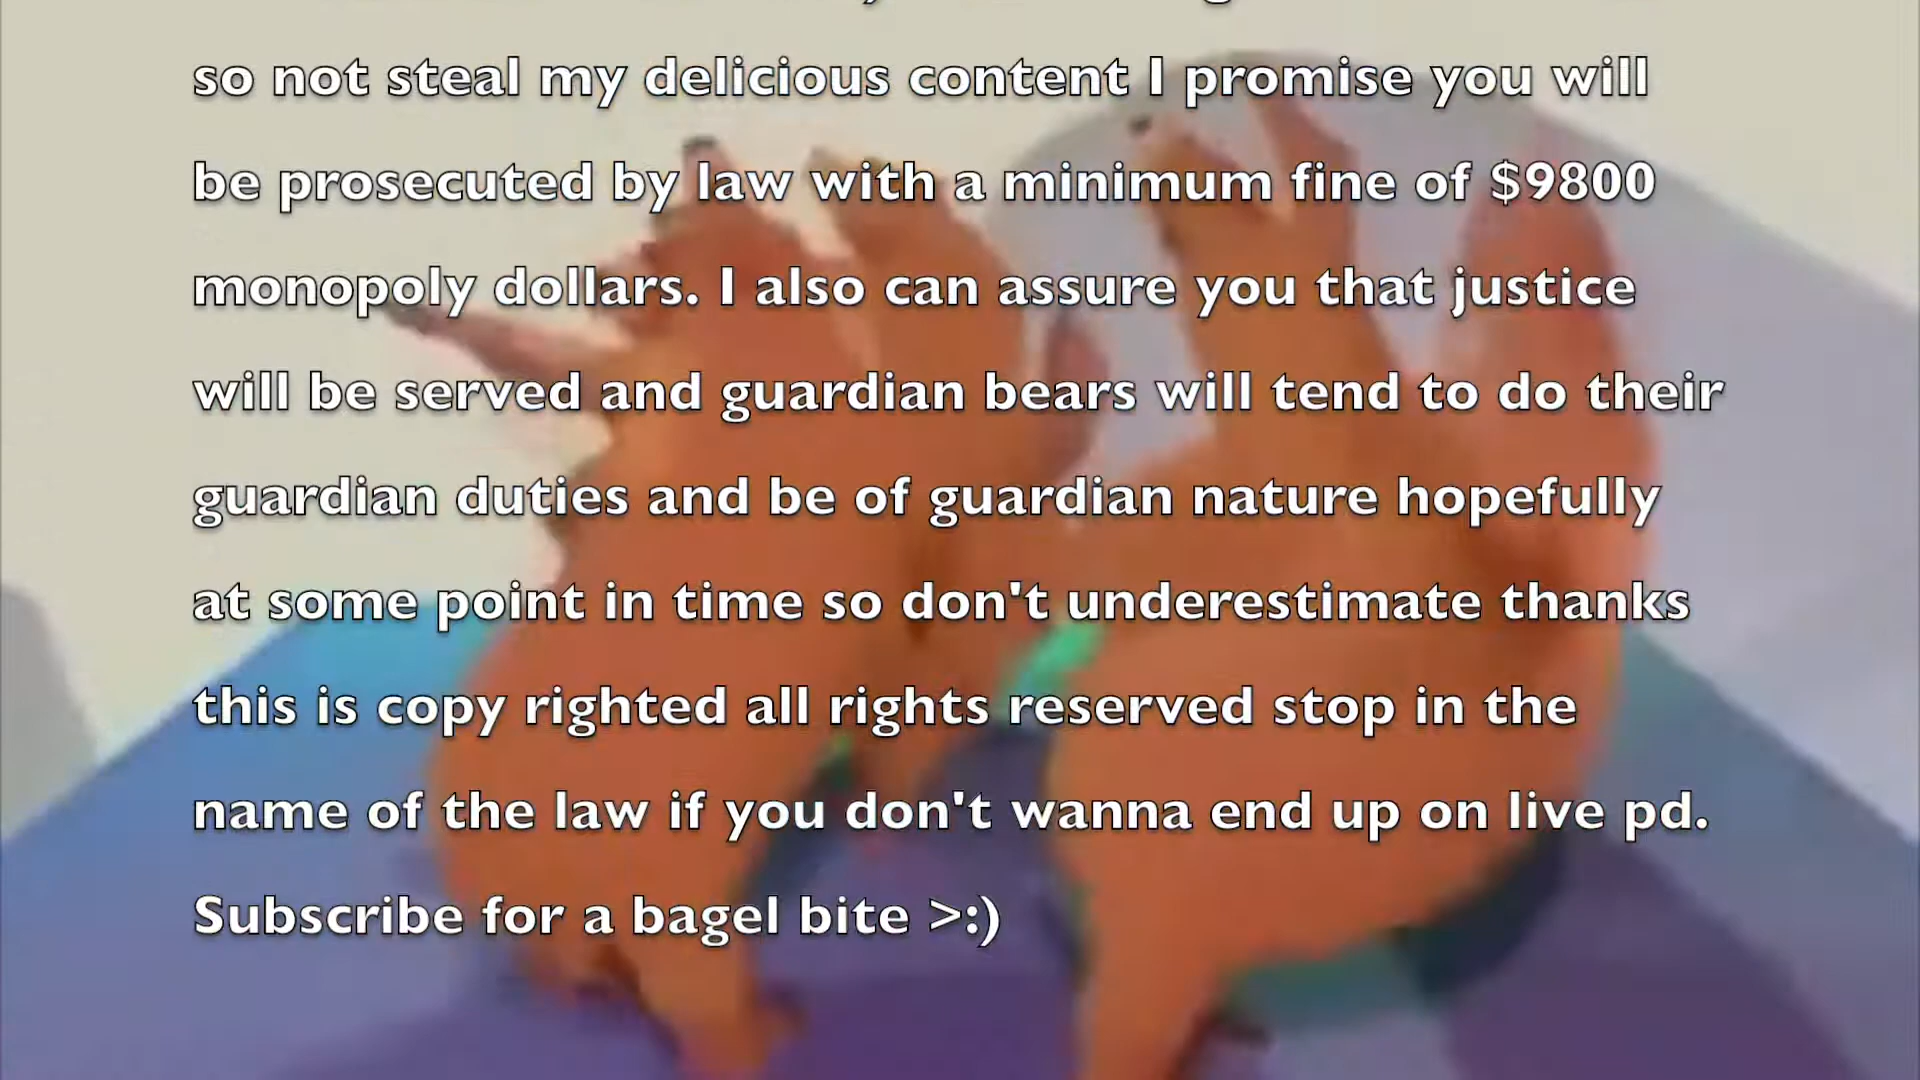 so not steal my delicious content I promise you will
be prosecuted by law with a minimum fine of $9800
monopoly dollars. I also can assure you that justice
will be served and guardian bears will tend to do their
guardian duties and be of guardian nature hopefully
at some point in time so don't underestimate thanks
this is copy righted all rights reserved stop in the
name of the law if you don't wanna end up on live pd.
Subscribe for a bagel bite >:)